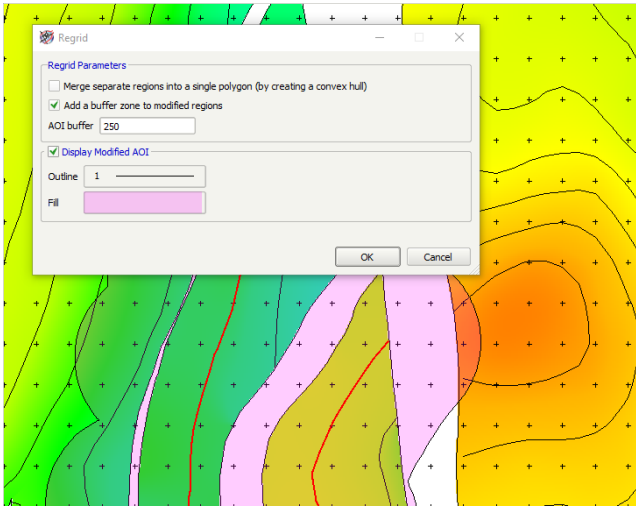 Regrid
Regrid Parameters
Merge separate regions into a single polygon (by creating a convex hull)
Add a buffer zone to modified regions
AOI buffer 250
Display Modified AOI
Outline 1
Fill
OK Cancel